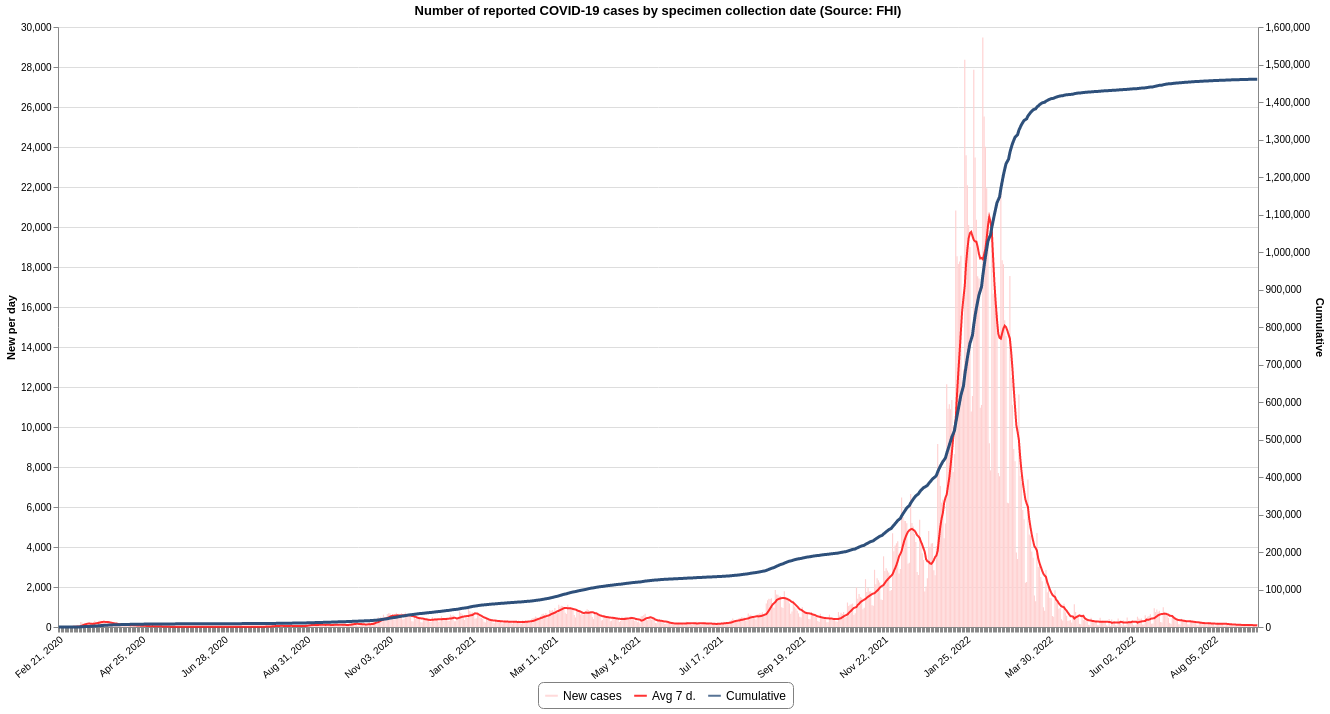 Number of reported COVID-19 cases by specimen collection date (Source: FHI)
30,000
28,000
26,000
24,000
22,000
20,000
18,000
16,000
14,000
12,000
10,000
8,000
6,000
4,000
2,000
0
New per day
1,600,000
1,500,000
1,400,000
1,300,000
1,200,000
1,100,000
1,000,000
900,000
800,000
700,000
600,000
500,000
400,000
300,000
200,000
100,000
0
Cumulative
Feb 21, 2020
Apr 25, 2020
Jun 28, 2020
Aug 31, 2020
Nov 03, 2020
Jan 06, 2021
Mar 11, 2021
May 14, 2021
Jul 17, 2021
Sep 19, 2021
Nov 22, 2021
Jan 25, 2022
Mar 30, 2022
Jun 02, 2022
Aug 05, 2022
New cases
Avg 7 d.
Cumulative